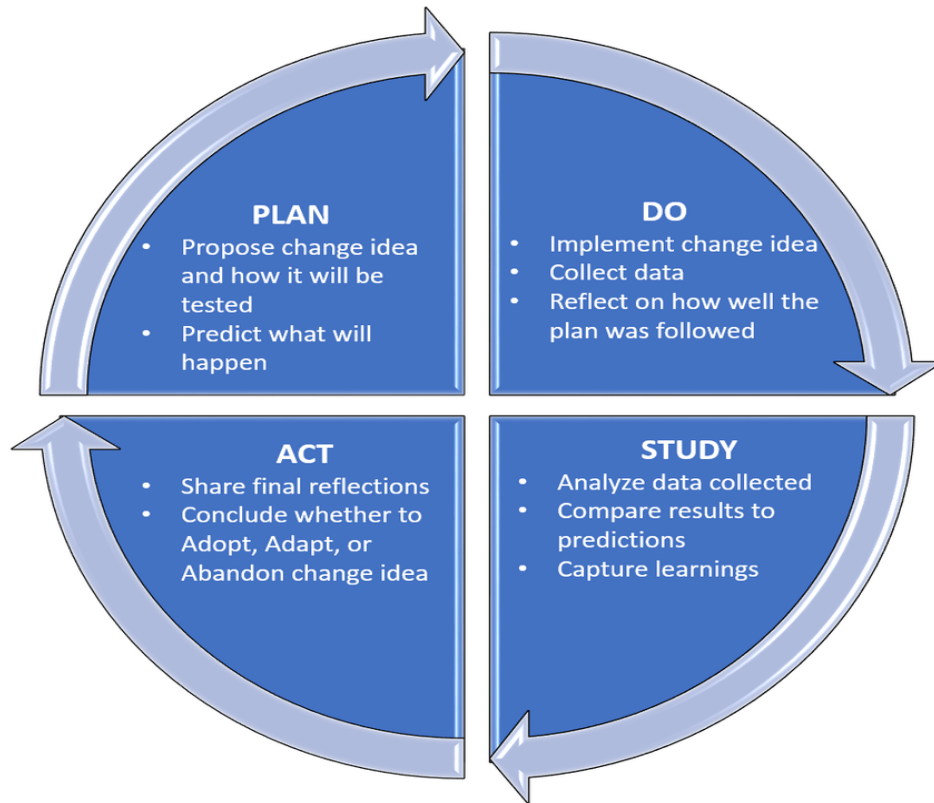 PLAN
• Propose change idea
and how it will be
tested
• Predict what will
happen
DO
• Implement change idea
• Collect data
• Reflect on how well the
plan was followed
ACT
• Share final reflections
• Conclude whether to
Adopt, Adapt, or
Abandon change idea
STUDY
• Analyze data collected
• Compare results to
predictions
• Capture learnings